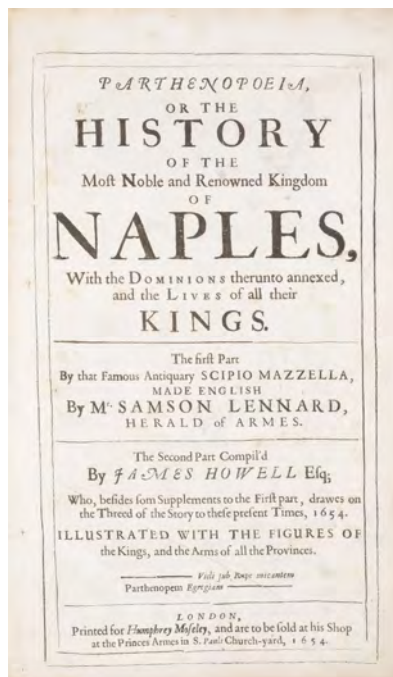 PARTHENOPOEIA,
OR THE
HISTORY
OF THE
Moſt Noble and Renowned Kingdom
OF
NAPLES,
With the DOMINIONS therunto annexed,
and the LIVES of all their
KINGS.
The firſt Part
By that Famous Antiquary SCIPIO MAZZELLA,
MADE ENGLISH
By Mr. SAMSON LENNARD,
HERALD of ARMES.
The Second Part Compil'd
By JAMES HOWELL Eſq;
Who, beſides ſom Supplements to the Firſt part, drawes on
the Threed of the Story to theſe preſent Times, 1654.
ILLUSTRATED WITH THE FIGURES OF
the Kings, and the Arms of all the Provinces.
Vidi ſub Rupe micantem
Parthenopem Egregiam
LONDON,
Printed for Humphrey Moſeley, and are to be ſold at his Shop
at the Princes Armes in S. Pauls Church-yard, 1654.